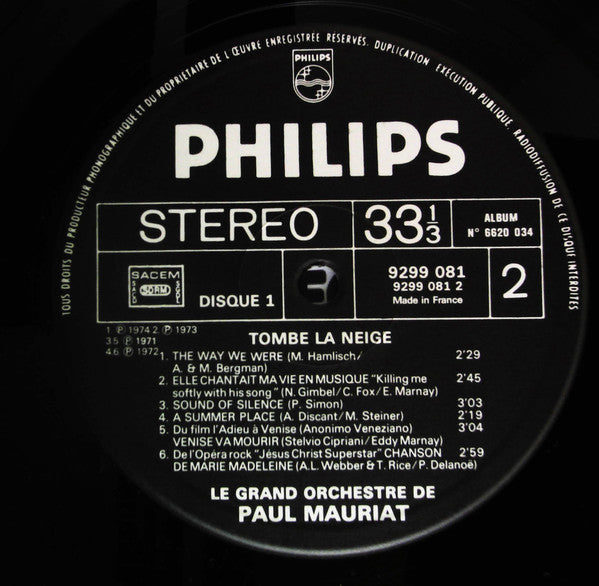 TOUS DROITS DU PRODUCTEUR PHONOGRAPHIQUE ET DU PROPRIETAIRE DE L'ŒUVRE ENREGISTREE RESERVES. DUPLICATION EXECUTION PUBLIQUE, RADIODIFFUSION DE CE DISQUE INTERDITES
PHILIPS
PHILIPS
STEREO
33 1/3
ALBUM
N° 6620 034
SACEM
SACD
SDRM
SGDL
DISQUE 1
9299 081
9299 081 2
Made in France
2
1. ℗ 1974 2. ℗ 1973
3.5 ℗ 1971
4.6 ℗ 1972
TOMBE LA NEIGE
1. THE WAY WE WERE (M. Hamlisch/ 2'29
A. & M. Bergman)
2. ELLE CHANTAIT MA VIE EN MUSIQUE "Killing me 2'45
softly with his song" (N. Gimbel/C. Fox/E. Marnay)
3. SOUND OF SILENCE (P. Simon) 3'03
4. A SUMMER PLACE (A. Discant/M. Steiner) 2'19
5. Du film l'Adieu à Venise (Anonimo Veneziano) 3'04
VENISE VA MOURIR (Stelvio Cipriani/Eddy Marnay)
6. De l'Opéra rock "Jésus Christ Superstar" CHANSON 2'59
DE MARIE MADELEINE (A.L. Webber & T. Rice/P. Delanoë)
LE GRAND ORCHESTRE DE
PAUL MAURIAT